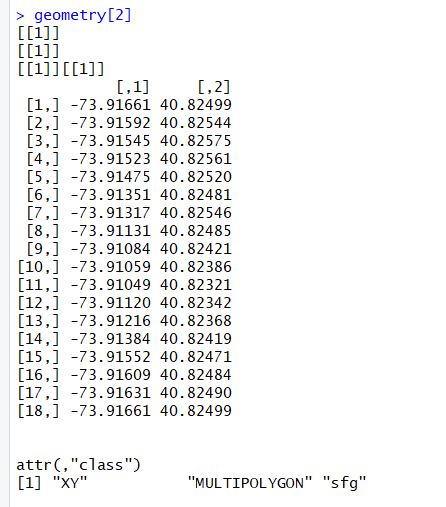 > geometry[2]
[[1]]
[[1]]
[[1]][[1]]
[,1] [,2]
[1,] -73.91661 40.82499
[2,] -73.91592 40.82544
[3,] -73.91545 40.82575
[4,] -73.91523 40.82561
[5,] -73.91475 40.82520
[6,] -73.91351 40.82481
[7,] -73.91317 40.82546
[8,] -73.91131 40.82485
[9,] -73.91084 40.82421
[10,] -73.91059 40.82386
[11,] -73.91049 40.82321
[12,] -73.91120 40.82342
[13,] -73.91216 40.82368
[14,] -73.91384 40.82419
[15,] -73.91552 40.82471
[16,] -73.91609 40.82484
[17,] -73.91631 40.82490
[18,] -73.91661 40.82499
attr(,"class")
[1] "XY" "MULTIPOLYGON" "sfg"